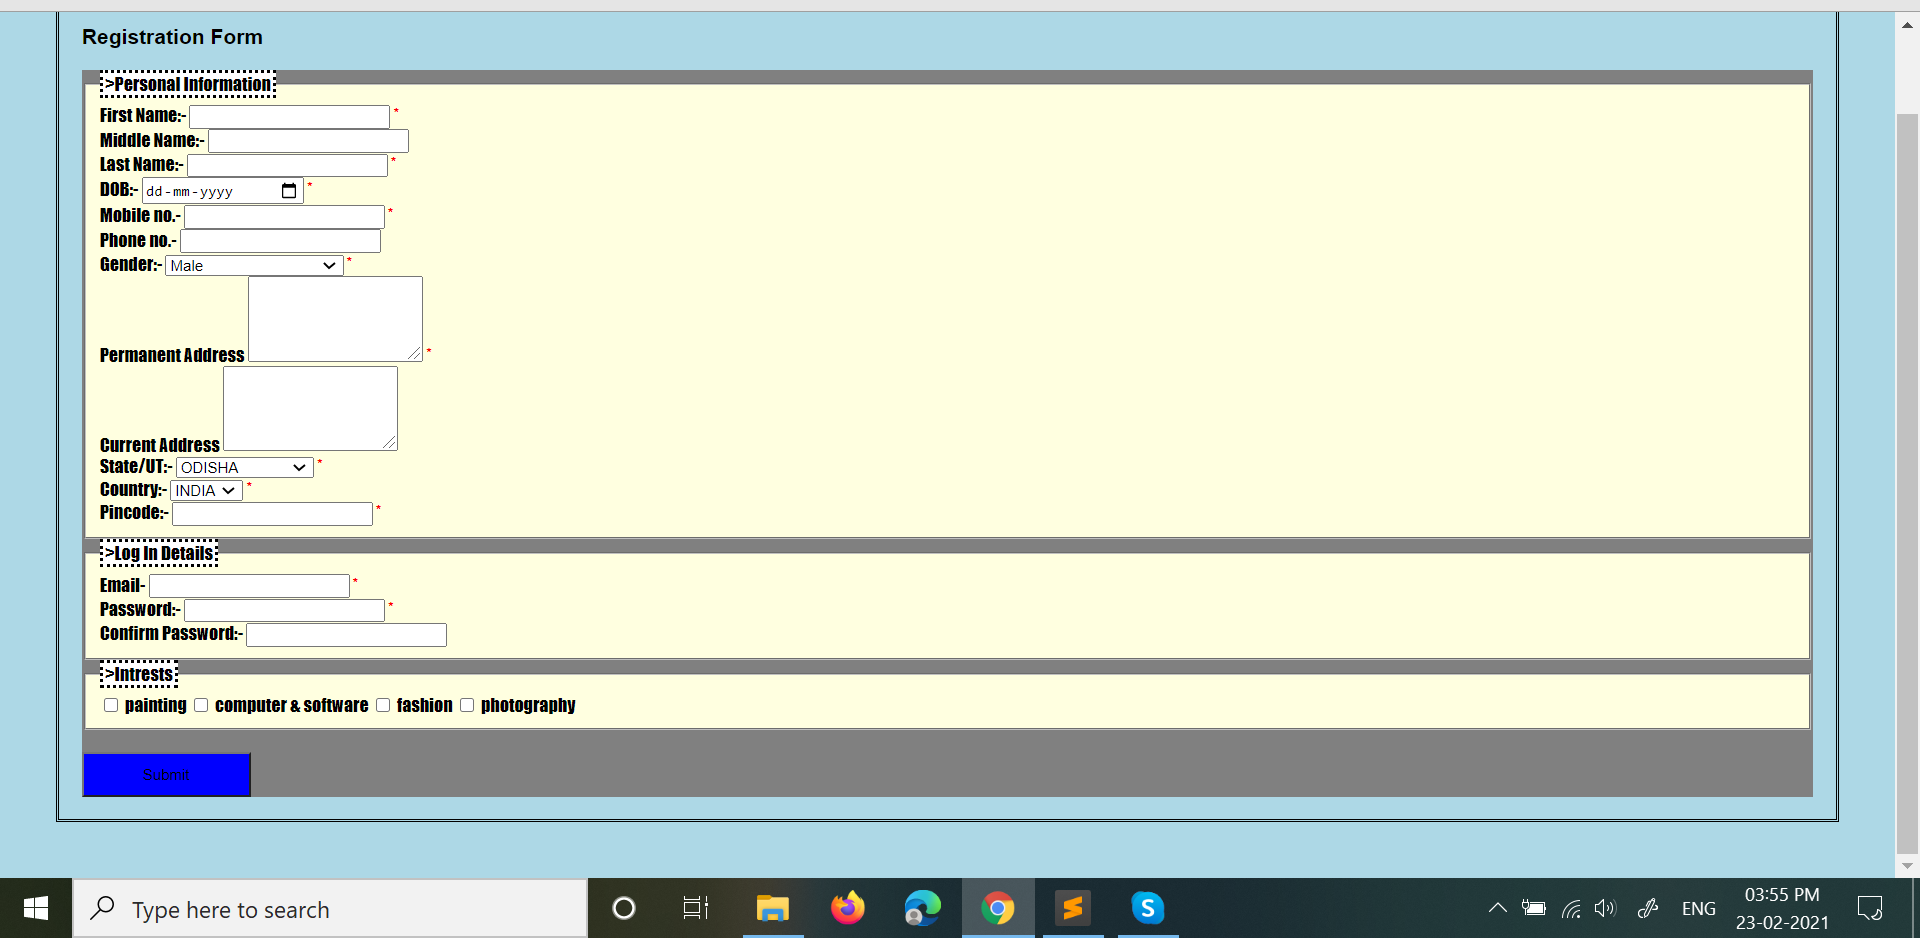 Registration Form
>Personal Information
First Name:- *
Middle Name:-
Last Name:- *
DOB:- dd-mm-yyyy *
Mobile no.- *
Phone no.-
Gender:- Male *
Permanent Address *
Current Address
State/UT:- ODISHA *
Country:- INDIA *
Pincode:- *
>Log In Details
Email- *
Password:- *
Confirm Password:-
>Intrests
painting computer & software fashion photography
Submit
Type here to search
S
ENG
03:55 PM
23-02-2021